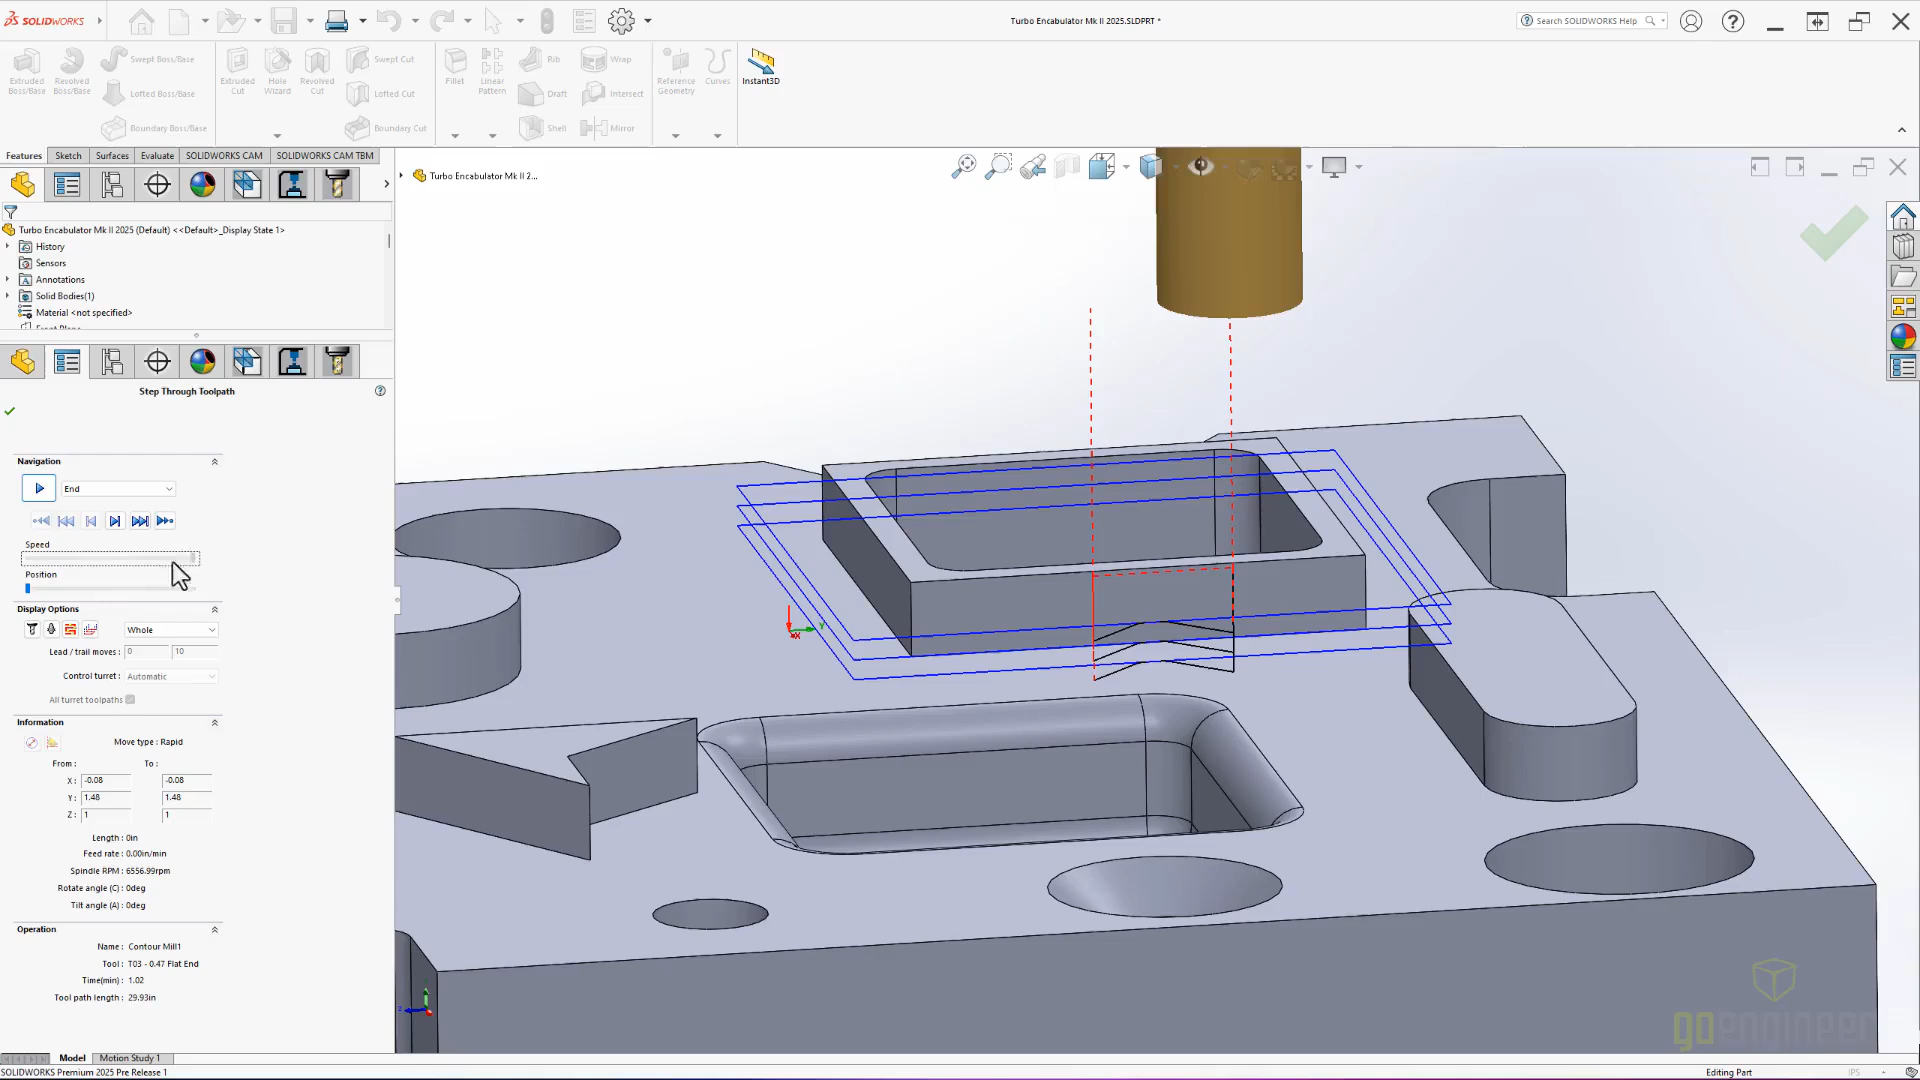 SOLIDWORKS
Turbo Encabulator Mk II 2025.SLDPRT *
Search SOLIDWORKS Help
Extruded Boss/Base
Revolved Boss/Base
Swept Boss/Base
Lofted Boss/Base
Boundary Boss/Base
Extruded Cut
Hole Wizard
Revolved Cut
Swept Cut
Lofted Cut
Boundary Cut
Fillet
Linear Pattern
Rib
Draft
Shell
Wrap
Intersect
Mirror
Reference Geometry
Curves
Instant3D
Features
Sketch
Surfaces
Evaluate
SOLIDWORKS CAM
SOLIDWORKS CAM TBM
Turbo Encabulator Mk II 2...
Turbo Encabulator Mk II 2025 (Default) <<Default>_Display State 1>
History
Sensors
Annotations
Solid Bodies(1)
Material <not specified>
Front Plane
Step Through Toolpath
Navigation
End
Speed
Position
Display Options
Whole
Lead / trail moves : 0 10
Control turret : Automatic
All turret toolpaths
Information
Move type : Rapid
From : To :
X : -0.08 -0.08
Y : 1.48 1.48
Z : 1 1
Length : 0in
Feed rate : 0.00in/min
Spindle RPM : 6556.99rpm
Rotate angle (C) : 0deg
Tilt angle (A) : 0deg
Operation
Name : Contour Mill1
Tool : T03 - 0.47 Flat End
Time(min) : 1.02
Tool path length : 29.93in
Y
X
Z
goengineer
Model
Motion Study 1
SOLIDWORKS Premium 2025 Pre Release 1
Editing Part
IPS